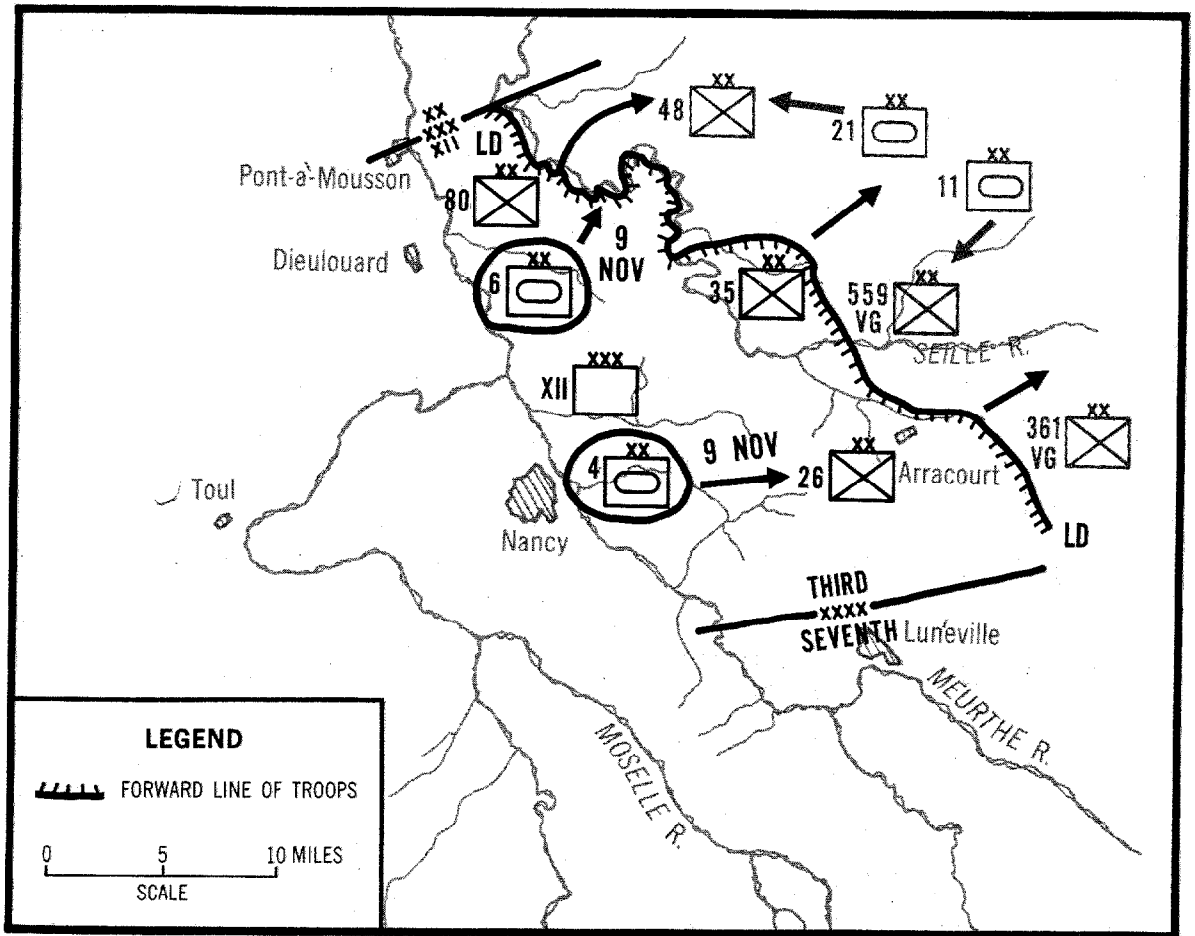 XX
48
XX
21
XX
XXX
XII
LD
XX
11
Pont-à-Mousson
XX
80
9
NOV
Dieulouard
XX
6
XX
35
XX
559
VG
SEILLE R.
XXX
XII
XX
361
VG
9 NOV
XX
4
XX
26
Arracourt
Toul
Nancy
LD
THIRD
XXXX
SEVENTH
Lunéville
MEURTHE R.
MOSELLE R.
LEGEND
FORWARD LINE OF TROOPS
0 5 10 MILES
SCALE